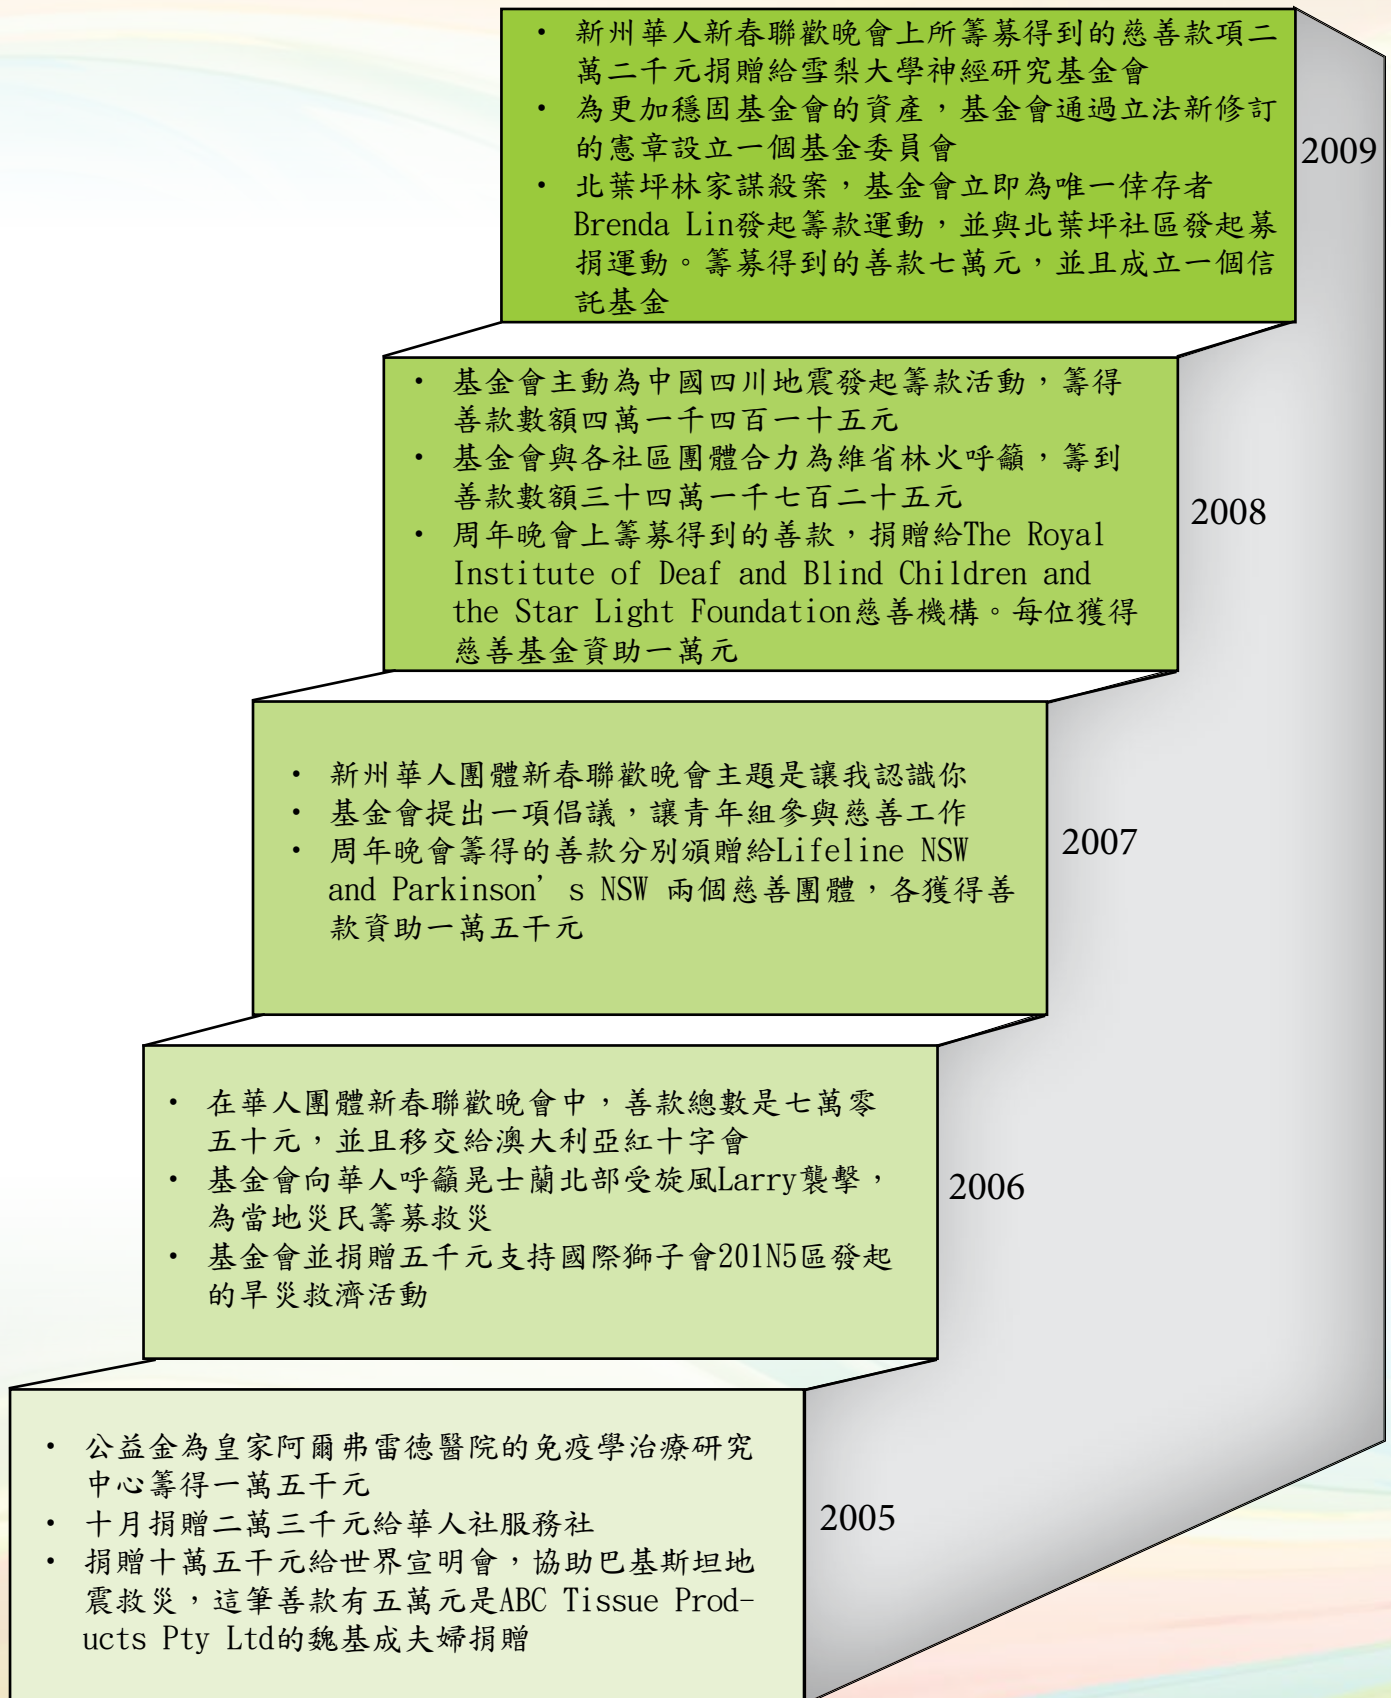 • 新州華人新春聯歡晚會上所籌募得到的慈善款項二
萬二千元捐贈給雪梨大學神經研究基金會
• 為更加穩固基金會的資產，基金會通過立法新修訂
的憲章設立一個基金委員會
• 北葉坪林家謀殺案，基金會立即為唯一倖存者
Brenda Lin發起籌款運動，並與北葉坪社區發起募
捐運動。籌募得到的善款七萬元，並且成立一個信
託基金
2009
• 基金會主動為中國四川地震發起籌款活動，籌得
善款數額四萬一千四百一十五元
• 基金會與各社區團體合力為維省林火呼籲，籌到
善款數額三十四萬一千七百二十五元
• 周年晚會上籌募得到的善款，捐贈給The Royal
Institute of Deaf and Blind Children and
the Star Light Foundation慈善機構。每位獲得
慈善基金資助一萬元
2008
• 新州華人團體新春聯歡晚會主題是讓我認識你
• 基金會提出一項倡議，讓青年組參與慈善工作
• 周年晚會籌得的善款分別頒贈給Lifeline NSW
and Parkinson’s NSW 兩個慈善團體，各獲得善
款資助一萬五千元
2007
• 在華人團體新春聯歡晚會中，善款總數是七萬零
五十元，並且移交給澳大利亞紅十字會
• 基金會向華人呼籲晃士蘭北部受旋風Larry襲擊，
為當地災民籌募救災
• 基金會並捐贈五千元支持國際獅子會201N5區發起
的旱災救濟活動
2006
• 公益金為皇家阿爾弗雷德醫院的免疫學治療研究
中心籌得一萬五千元
• 十月捐贈二萬三千元給華人社服務社
• 捐贈十萬五千元給世界宣明會，協助巴基斯坦地
震救災，這筆善款有五萬元是ABC Tissue Prod-
ucts Pty Ltd的魏基成夫婦捐贈
2005